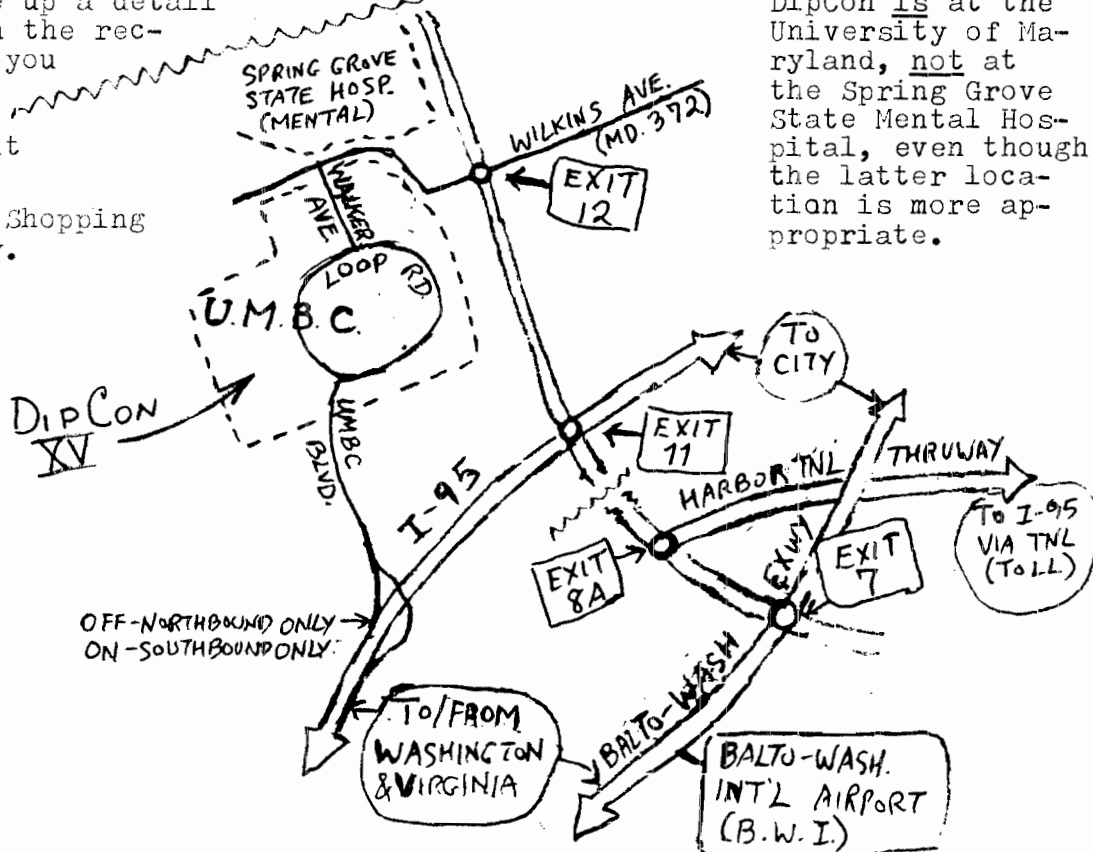 e up a detail
the rec-
you
t
Shopping
.
DipCon is at the
University of Ma-
ryland, not at
the Spring Grove
State Mental Hos-
pital, even though
the latter loca-
tion is more ap-
propriate.
SPRING GROVE
STATE HOSP.
(MENTAL)
WILKINS AVE.
(MD. 372)
EXIT
12
WALKER
AVE.
LOOP RD.
U.M.B.C.
DIPCON
XV
UMBC
BLVD.
I-95
TO
CITY
EXIT
11
HARBOR TNL THRUWAY
TO I-95
VIA TNL
(TOLL)
EXIT
8A
EXIT
7
OFF-NORTHBOUND ONLY
ON-SOUTHBOUND ONLY
TO/FROM
WASHINGTON
& VIRGINIA
BALTO-WASH EXWY
BALTO-WASH.
INT'L AIRPORT
(B.W.I.)